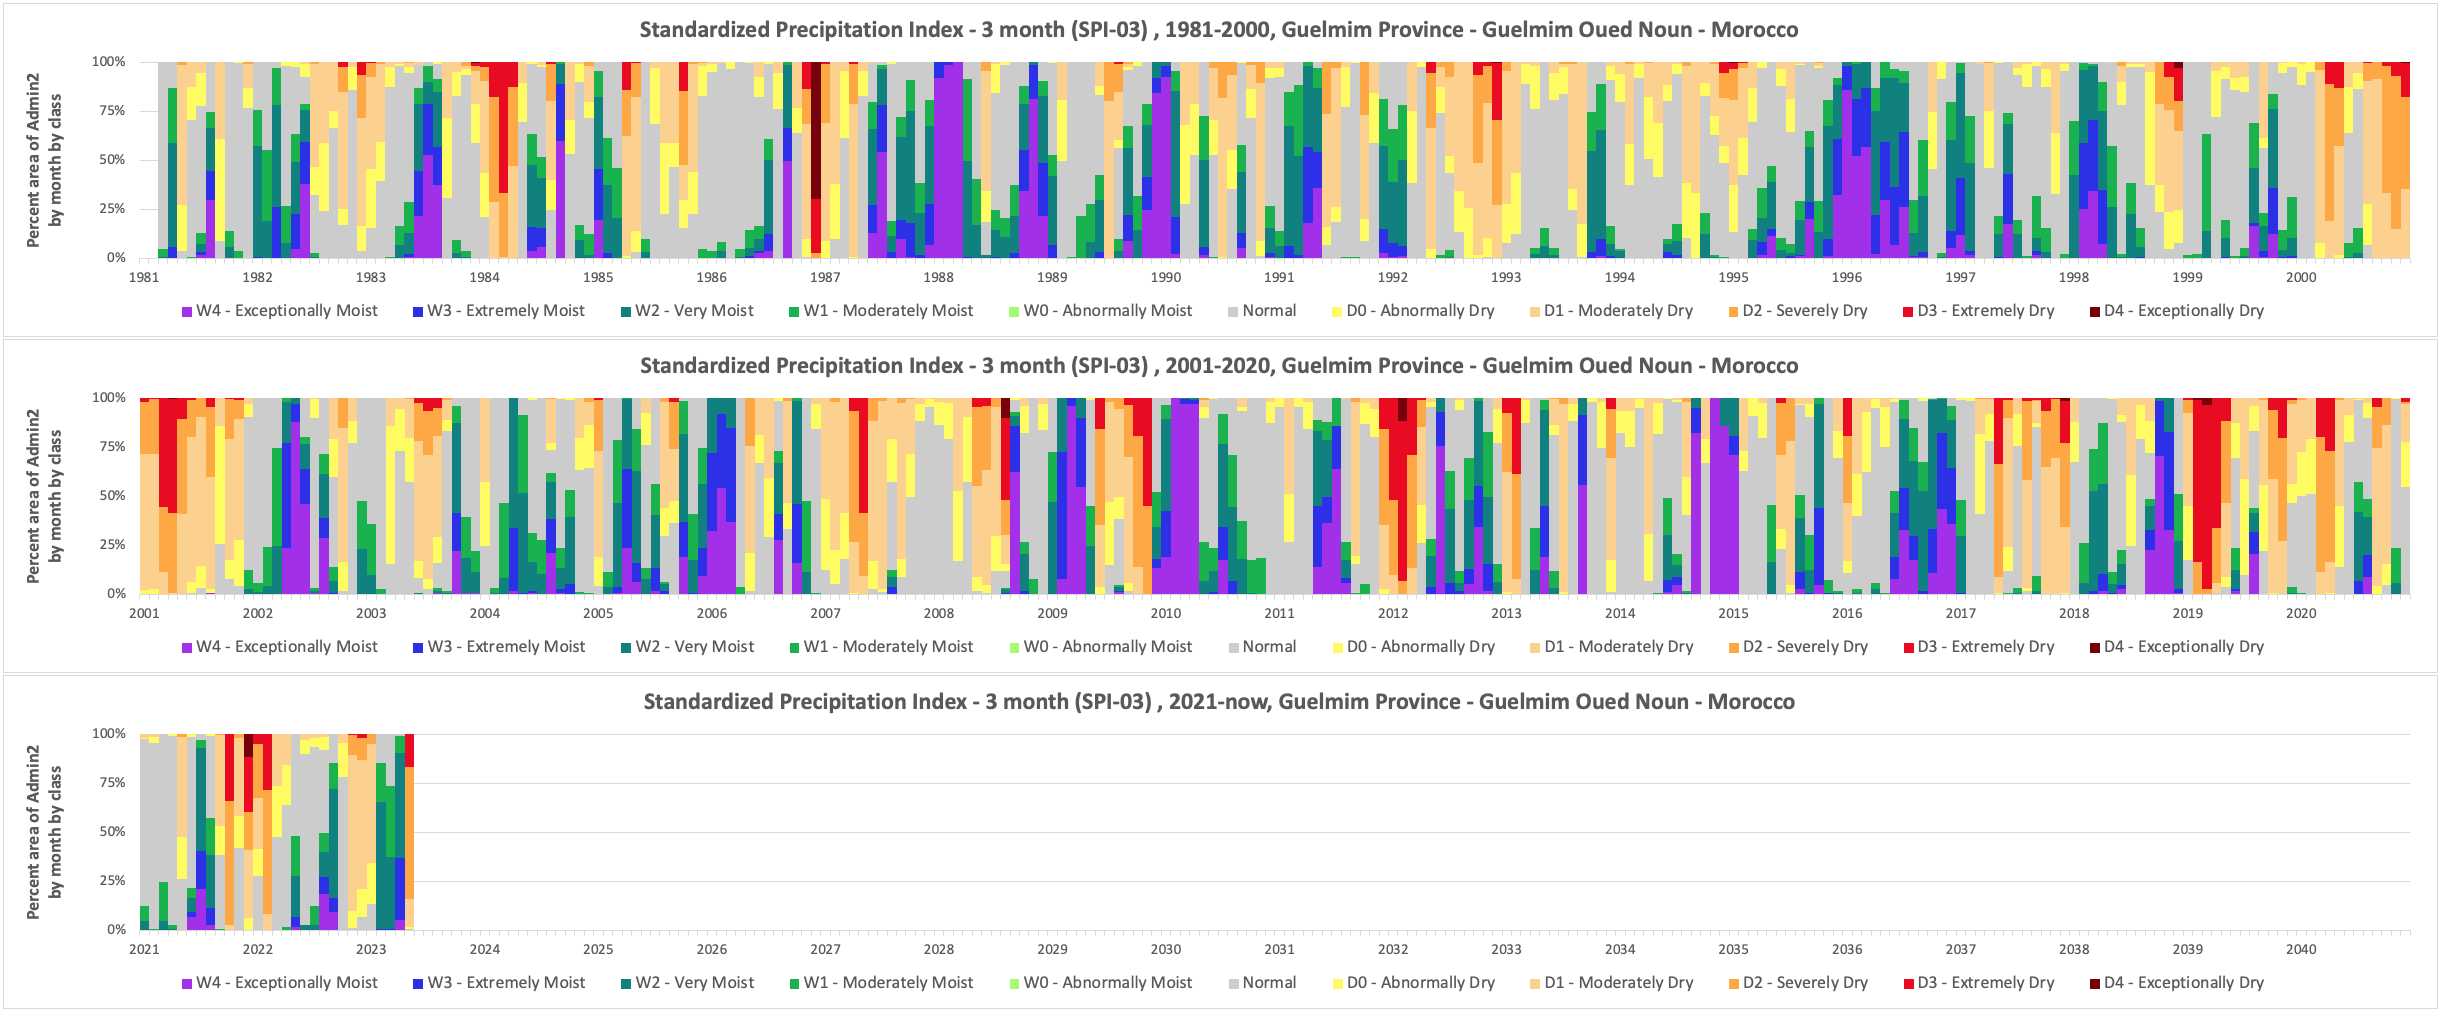 Standardized Precipitation Index - 3 month (SPI-03) , 1981-2000, Guelmim Province - Guelmim Oued Noun - Morocco
Percent area of Admin2
by month by class
100%
75%
50%
25%
0%
1981 1982 1983 1984 1985 1986 1987 1988 1989 1990 1991 1992 1993 1994 1995 1996 1997 1998 1999 2000
W4 - Exceptionally Moist W3 - Extremely Moist W2 - Very Moist W1 - Moderately Moist W0 - Abnormally Moist Normal D0 - Abnormally Dry D1 - Moderately Dry D2 - Severely Dry D3 - Extremely Dry D4 - Exceptionally Dry
Standardized Precipitation Index - 3 month (SPI-03) , 2001-2020, Guelmim Province - Guelmim Oued Noun - Morocco
Percent area of Admin2
by month by class
100%
75%
50%
25%
0%
2001 2002 2003 2004 2005 2006 2007 2008 2009 2010 2011 2012 2013 2014 2015 2016 2017 2018 2019 2020
W4 - Exceptionally Moist W3 - Extremely Moist W2 - Very Moist W1 - Moderately Moist W0 - Abnormally Moist Normal D0 - Abnormally Dry D1 - Moderately Dry D2 - Severely Dry D3 - Extremely Dry D4 - Exceptionally Dry
Standardized Precipitation Index - 3 month (SPI-03) , 2021-now, Guelmim Province - Guelmim Oued Noun - Morocco
Percent area of Admin2
by month by class
100%
75%
50%
25%
0%
2021 2022 2023 2024 2025 2026 2027 2028 2029 2030 2031 2032 2033 2034 2035 2036 2037 2038 2039 2040
W4 - Exceptionally Moist W3 - Extremely Moist W2 - Very Moist W1 - Moderately Moist W0 - Abnormally Moist Normal D0 - Abnormally Dry D1 - Moderately Dry D2 - Severely Dry D3 - Extremely Dry D4 - Exceptionally Dry